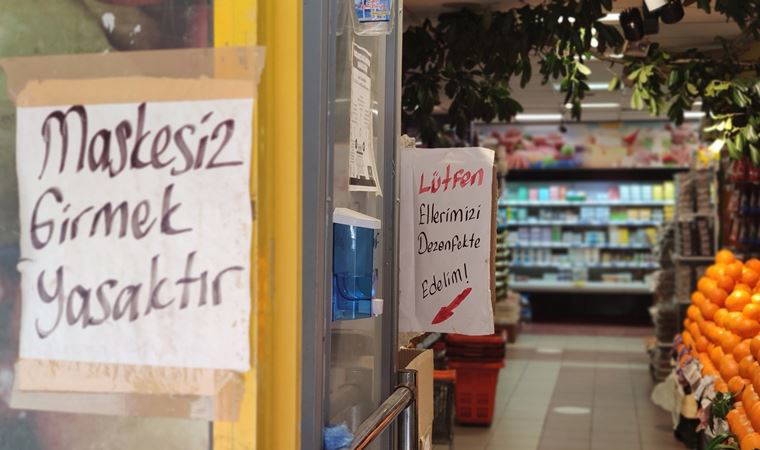 Maskesiz
Girmek
yasaktır
Lütfen
Ellerimizi
Dezenfekte
Edelim!